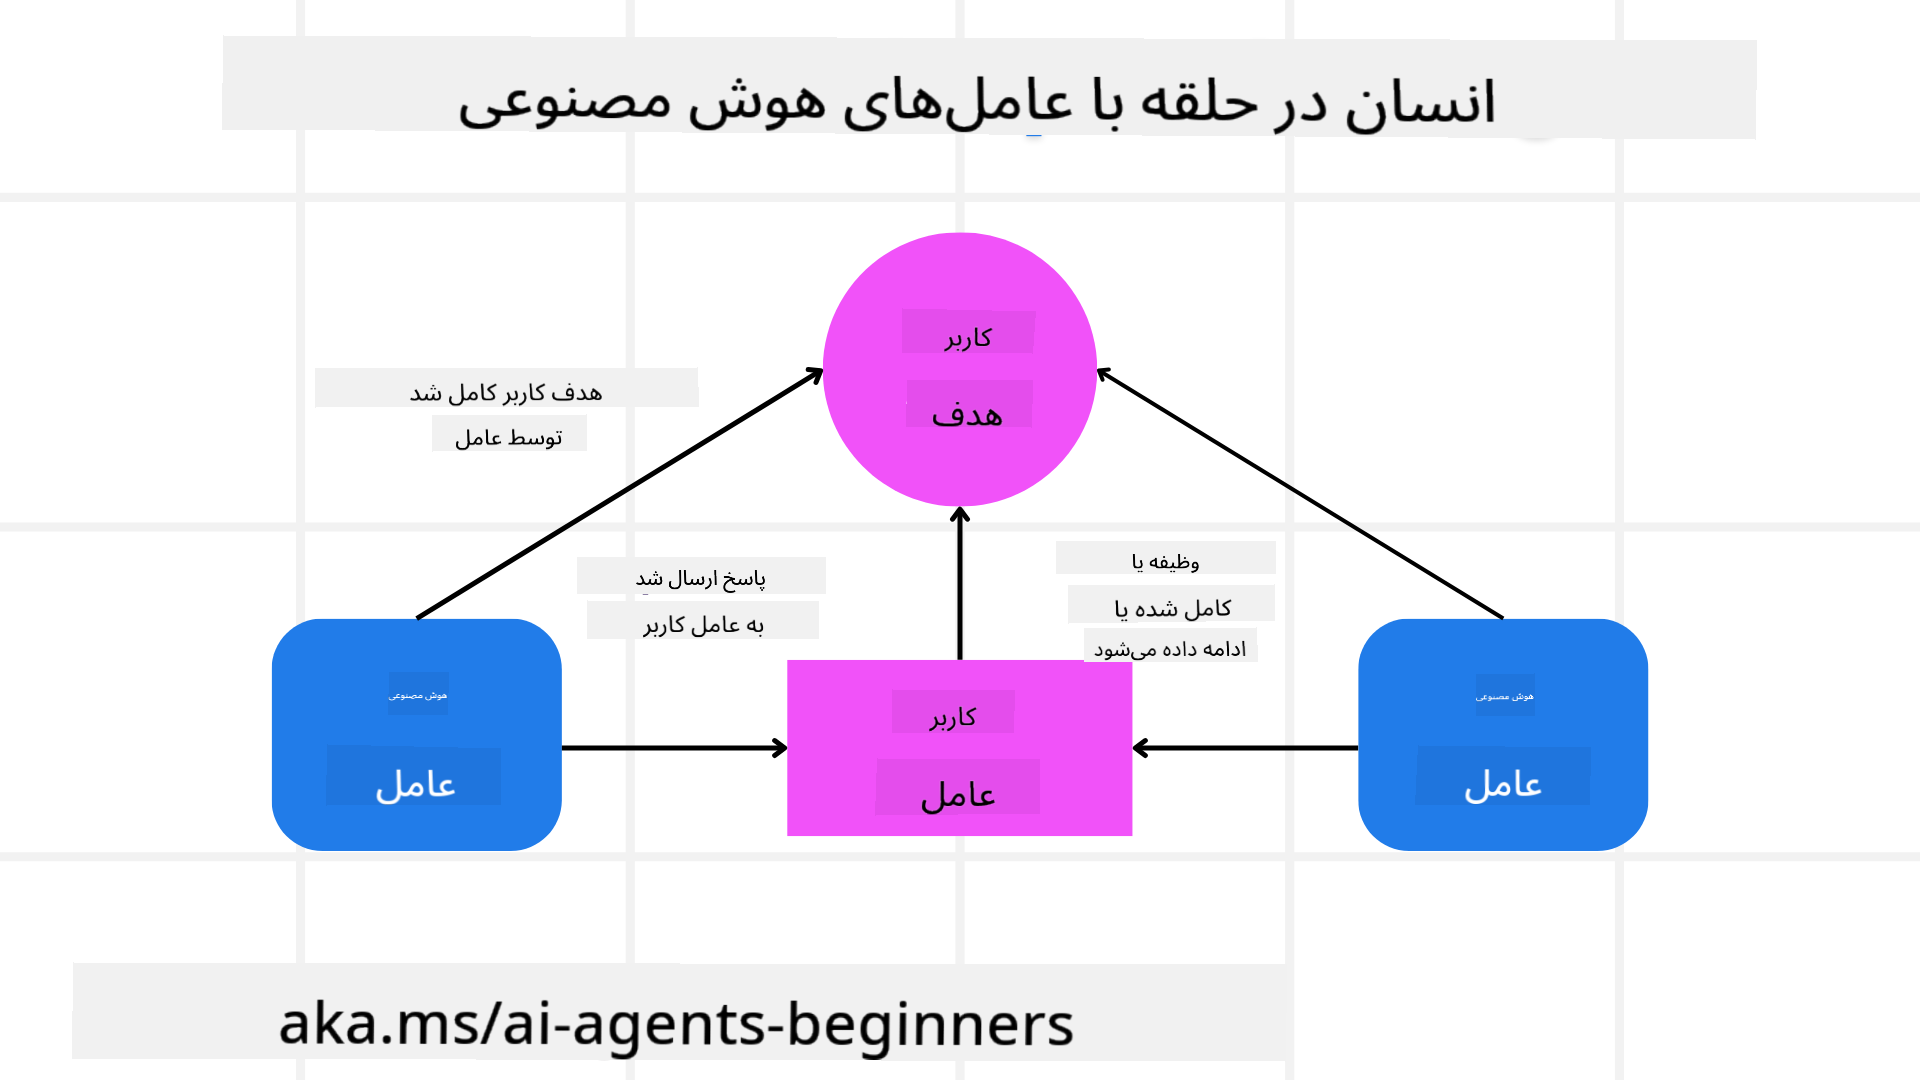 انسان در حلقه با عامل‌های هوش مصنوعی
کاربر
هدف
هدف کاربر کامل شد
توسط عامل
پاسخ ارسال شد
به عامل کاربر
وظیفه یا
کامل شده یا
ادامه داده می‌شود
هوش مصنوعی
عامل
کاربر
عامل
هوش مصنوعی
عامل
aka.ms/ai-agents-beginners